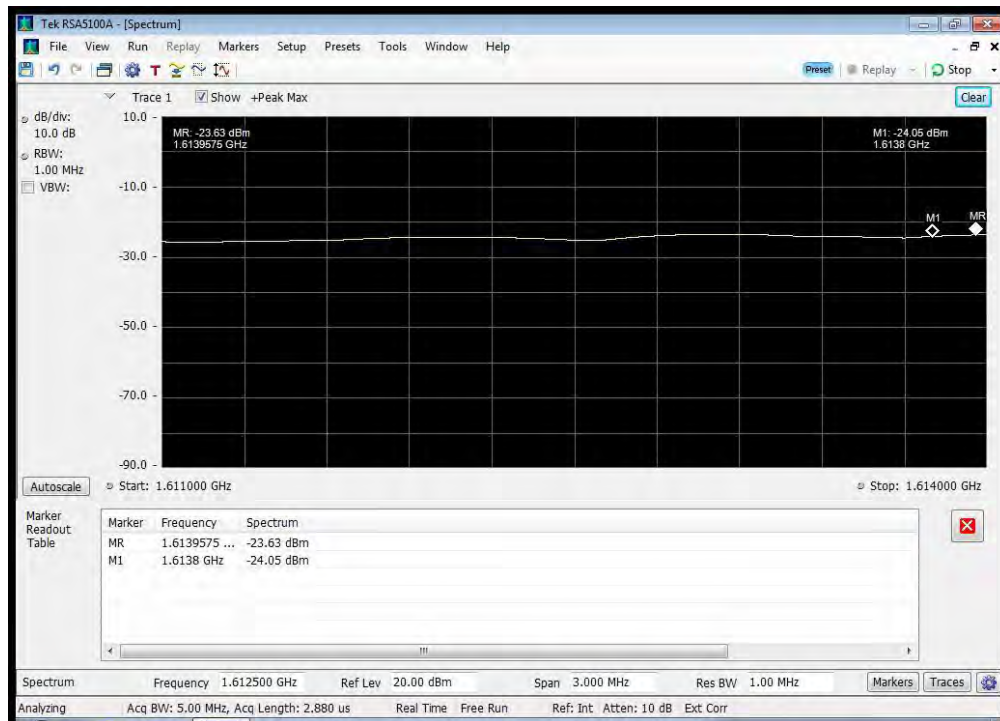 Tek RSA5100A - [Spectrum]
File View Run Replay Markers Setup Presets Tools Window Help
Preset Replay Stop
Trace 1 Show +Peak Max Clear
dB/div:
10.0 dB
RBW:
1.00 MHz
VBW:
10.0
-10.0
-30.0
-50.0
-70.0
-90.0
MR: -23.63 dBm
1.6139575 GHz
M1: -24.05 dBm
1.6138 GHz
M1 MR
Autoscale Start: 1.611000 GHz Stop: 1.614000 GHz
Marker
Readout
Table
Marker Frequency Spectrum
MR 1.6139575 ... -23.63 dBm
M1 1.6138 GHz -24.05 dBm
Spectrum Frequency 1.612500 GHz Ref Lev 20.00 dBm Span 3.000 MHz Res BW 1.00 MHz Markers Traces
Analyzing Acq BW: 5.00 MHz, Acq Length: 2.880 us Real Time Free Run Ref: Int Atten: 10 dB Ext Corr